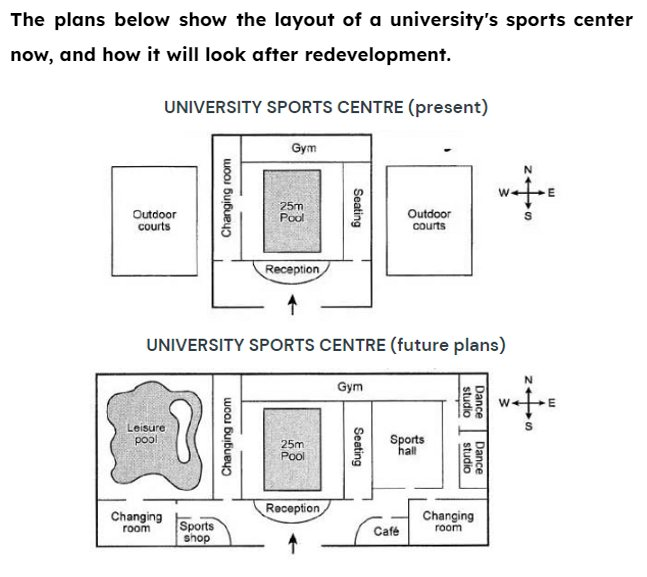 The plans below show the layout of a university's sports center
now, and how it will look after redevelopment.
UNIVERSITY SPORTS CENTRE (present)
Gym
Changing room
25m
Pool
Seating
Outdoor
courts
Outdoor
courts
Reception
N
W E
S
UNIVERSITY SPORTS CENTRE (future plans)
Gym
Leisure
pool
Changing room
25m
Pool
Seating
Sports
hall
Dance
studio
Dance
studio
N
W E
S
Changing
room
Sports
shop
Reception
Café
Changing
room